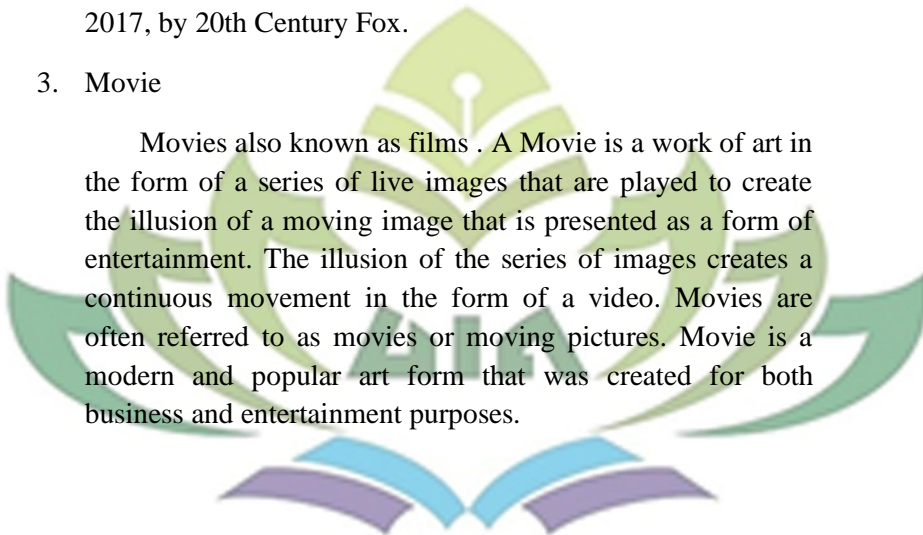 2017, by 20th Century Fox.
3. Movie
Movies also known as films . A Movie is a work of art in
the form of a series of live images that are played to create
the illusion of a moving image that is presented as a form of
entertainment. The illusion of the series of images creates a
continuous movement in the form of a video. Movies are
often referred to as movies or moving pictures. Movie is a
modern and popular art form that was created for both
business and entertainment purposes.